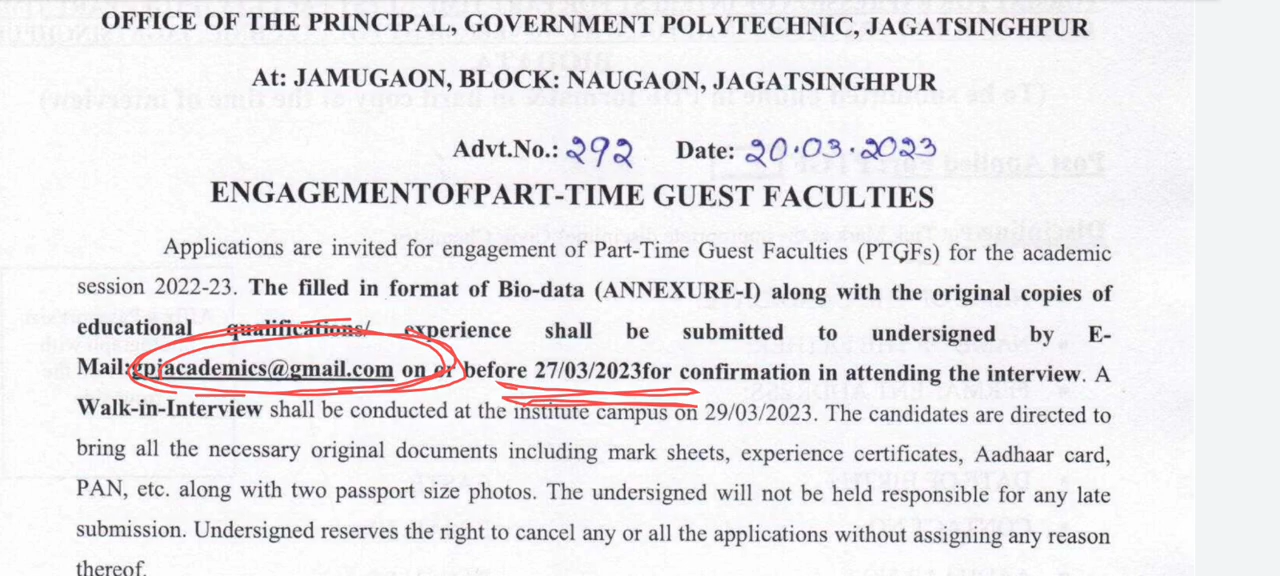 OFFICE OF THE PRINCIPAL, GOVERNMENT POLYTECHNIC, JAGATSINGHPUR
At: JAMUGAON, BLOCK: NAUGAON, JAGATSINGHPUR
Advt.No.: 292 Date: 20.03.2023
ENGAGEMENTOFPART-TIME GUEST FACULTIES
Applications are invited for engagement of Part-Time Guest Faculties (PTGFs) for the academic
session 2022-23. The filled in format of Bio-data (ANNEXURE-I) along with the original copies of
educational qualifications/ experience shall be submitted to undersigned by E-
Mail:gpjacademics@gmail.com on or before 27/03/2023for confirmation in attending the interview. A
Walk-in-Interview shall be conducted at the institute campus on 29/03/2023. The candidates are directed to
bring all the necessary original documents including mark sheets, experience certificates, Aadhaar card,
PAN, etc. along with two passport size photos. The undersigned will not be held responsible for any late
submission. Undersigned reserves the right to cancel any or all the applications without assigning any reason
thereof.